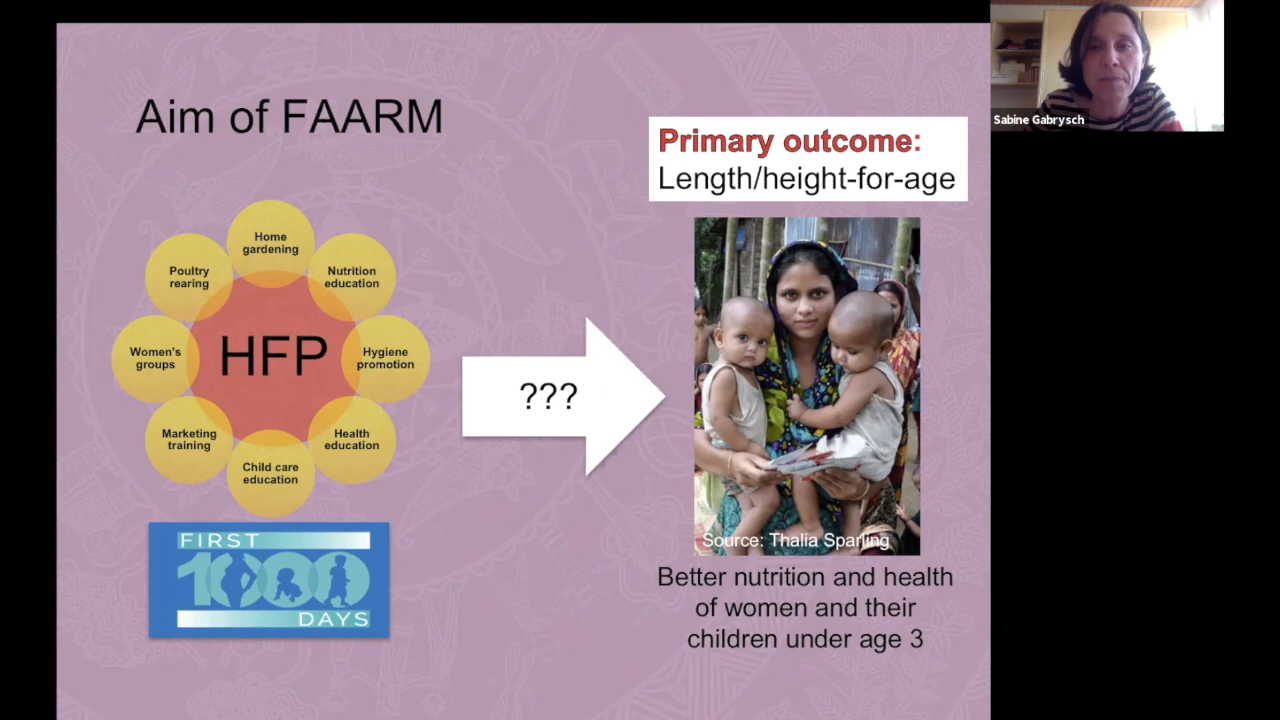 Aim of FAARM
Home
gardening
Nutrition
education
Hygiene
promotion
Health
education
Child care
education
Marketing
training
Women's
groups
Poultry
rearing
HFP
FIRST
1000
DAYS
???
Primary outcome:
Length/height-for-age
Source: Thalia Sparling
Better nutrition and health
of women and their
children under age 3
Sabine Gabrysch